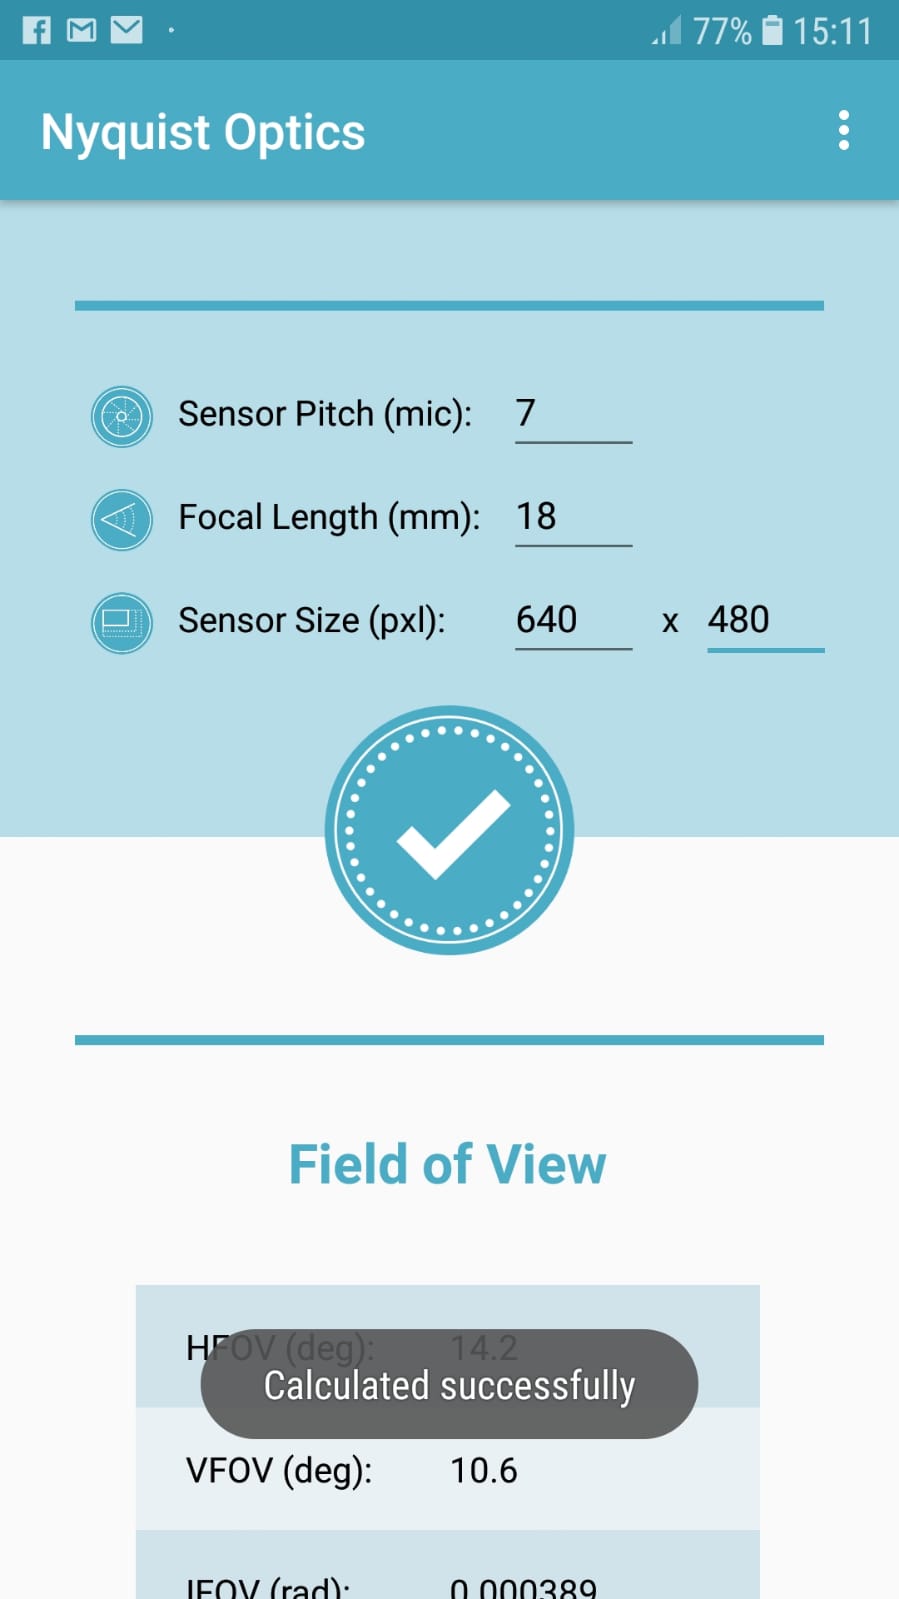 77% 15:11
Nyquist Optics
Sensor Pitch (mic): 7
Focal Length (mm): 18
Sensor Size (pxl): 640 x 480
Field of View
HFOV (deg): 14.2
Calculated successfully
VFOV (deg): 10.6
IFOV (rad): 0.000389